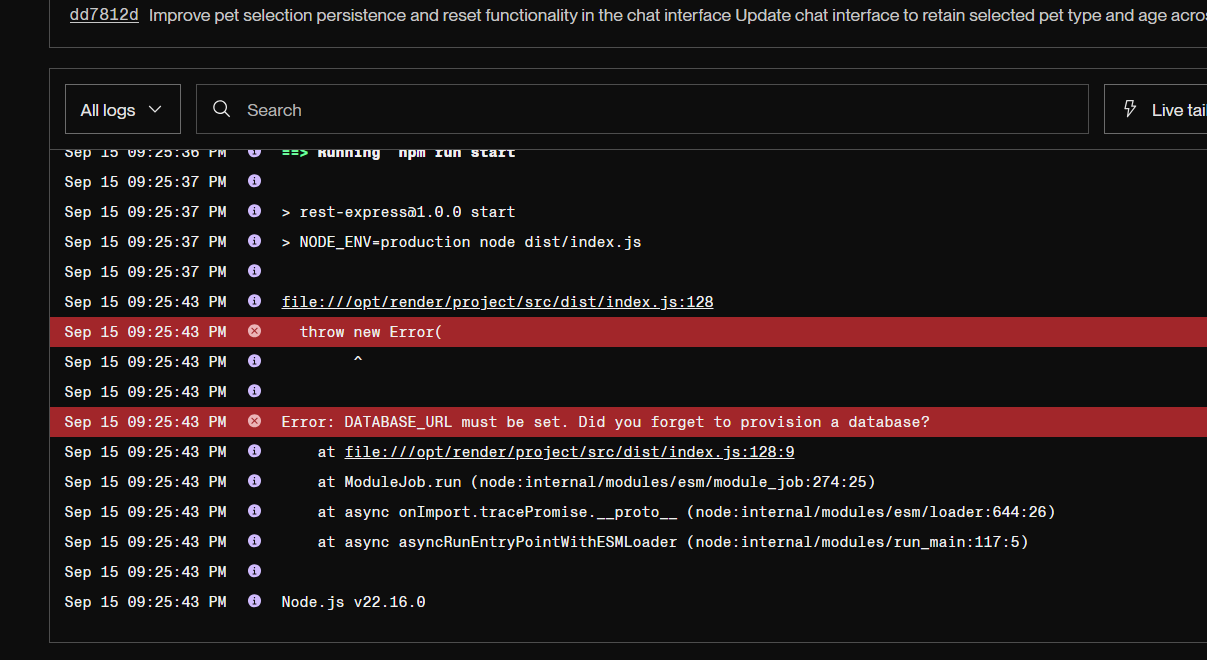 dd7812d Improve pet selection persistence and reset functionality in the chat interface Update chat interface to retain selected pet type and age acros
All logs
Search
Live tail
Sep 15 09:25:36 PM ==> Running 'npm run start'
Sep 15 09:25:37 PM
Sep 15 09:25:37 PM > rest-express@1.0.0 start
Sep 15 09:25:37 PM > NODE_ENV=production node dist/index.js
Sep 15 09:25:37 PM
Sep 15 09:25:43 PM file:///opt/render/project/src/dist/index.js:128
Sep 15 09:25:43 PM throw new Error(
Sep 15 09:25:43 PM ^
Sep 15 09:25:43 PM
Sep 15 09:25:43 PM Error: DATABASE_URL must be set. Did you forget to provision a database?
Sep 15 09:25:43 PM at file:///opt/render/project/src/dist/index.js:128:9
Sep 15 09:25:43 PM at ModuleJob.run (node:internal/modules/esm/module_job:274:25)
Sep 15 09:25:43 PM at async onImport.tracePromise.__proto__ (node:internal/modules/esm/loader:644:26)
Sep 15 09:25:43 PM at async asyncRunEntryPointWithESMLoader (node:internal/modules/run_main:117:5)
Sep 15 09:25:43 PM
Sep 15 09:25:43 PM Node.js v22.16.0